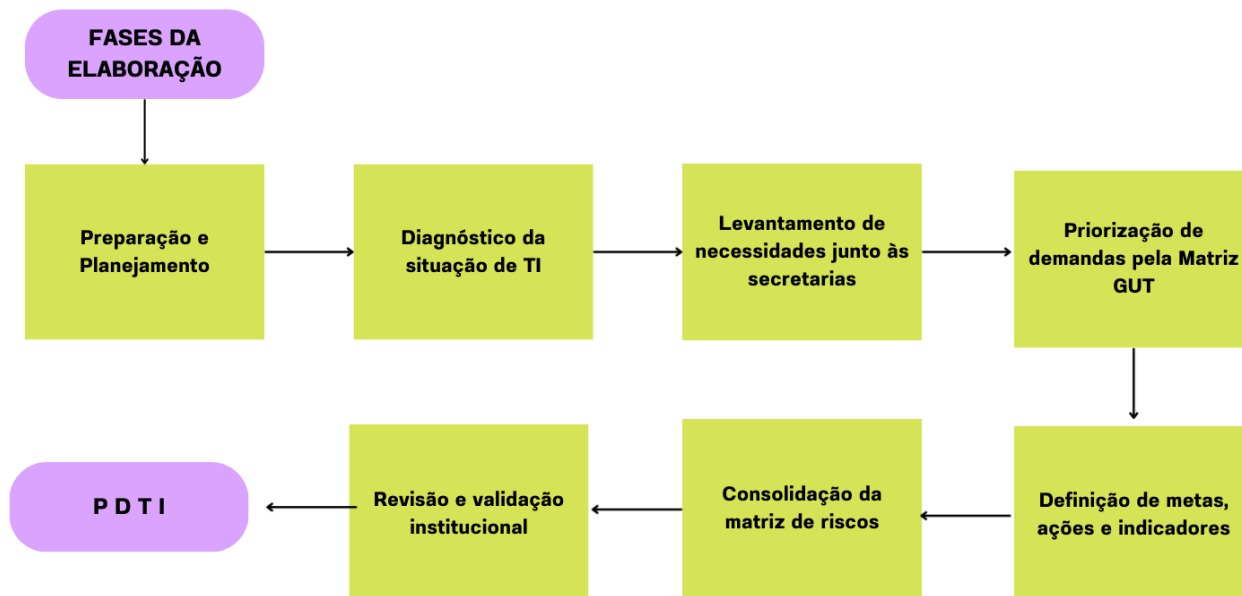 FASES DA
ELABORAÇÃO
Preparação e
Planejamento
Diagnóstico da
situação de TI
Levantamento de
necessidades junto às
secretarias
Priorização de
demandas pela Matriz
GUT
Definição de metas,
ações e indicadores
Consolidação da
matriz de riscos
Revisão e validação
institucional
P D T I